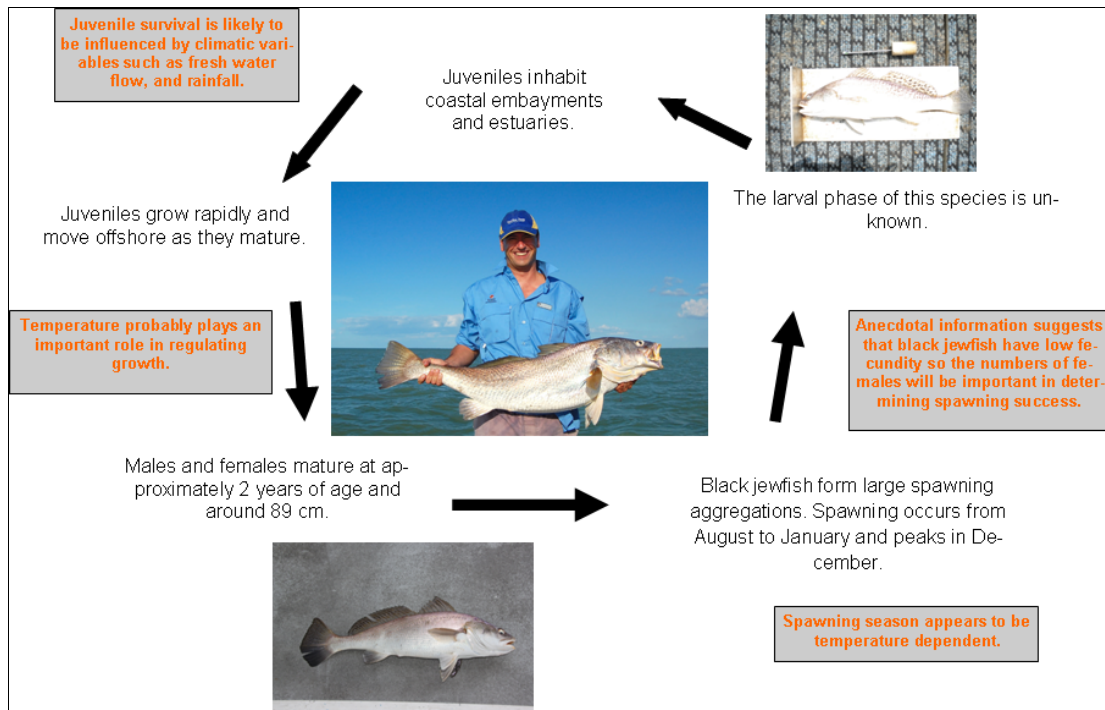 Juvenile survival is likely to
be influenced by climatic vari-
ables such as fresh water
flow, and rainfall.
Juveniles inhabit
coastal embayments
and estuaries.
The larval phase of this species is un-
known.
Juveniles grow rapidly and
move offshore as they mature.
Temperature probably plays an
important role in regulating
growth.
Anecdotal information suggests
that black jewfish have low fe-
cundity so the numbers of fe-
males will be important in deter-
mining spawning success.
Males and females mature at ap-
proximately 2 years of age and
around 89 cm.
Black jewfish form large spawning
aggregations. Spawning occurs from
August to January and peaks in De-
cember.
Spawning season appears to be
temperature dependent.